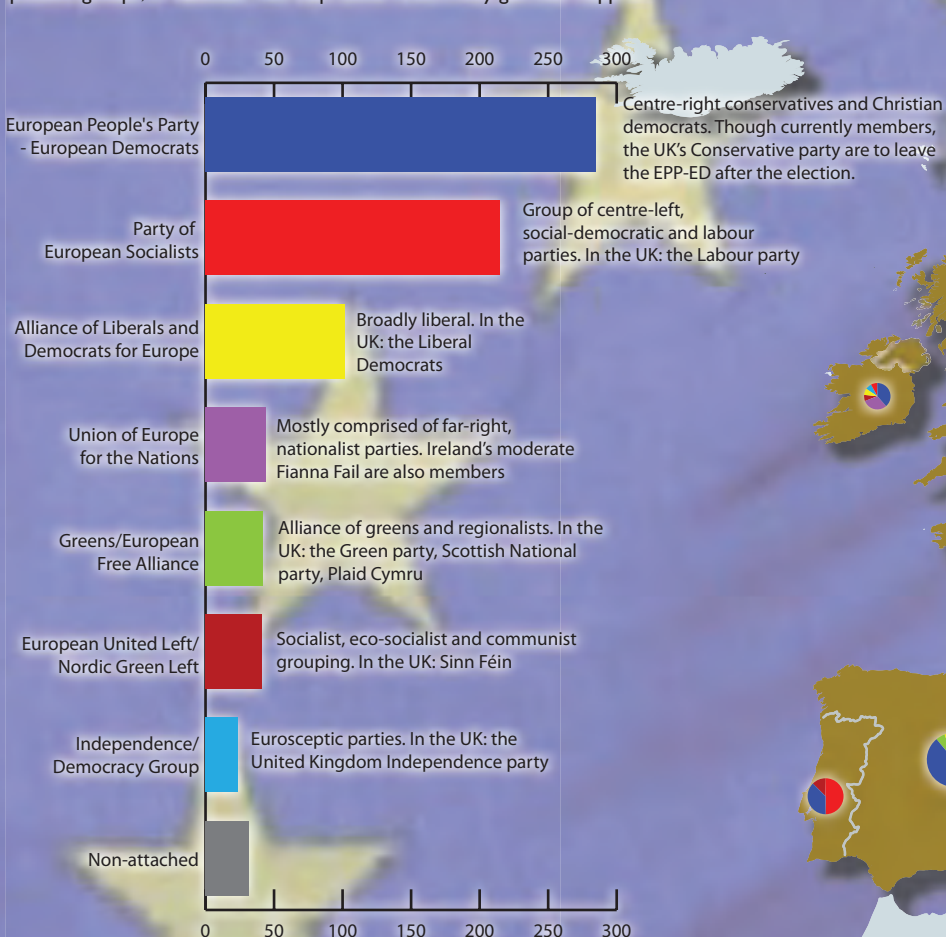 0 50 100 150 200 250 300
European People's Party
- European Democrats
Centre-right conservatives and Christian
democrats. Though currently members,
the UK's Conservative party are to leave
the EPP-ED after the election.
Party of
European Socialists
Group of centre-left,
social-democratic and labour
parties. In the UK: the Labour party
Alliance of Liberals and
Democrats for Europe
Broadly liberal. In the
UK: the Liberal
Democrats
Union of Europe
for the Nations
Mostly comprised of far-right,
nationalist parties. Ireland's moderate
Fianna Fail are also members
Greens/European
Free Alliance
Alliance of greens and regionalists. In the
UK: the Green party, Scottish National
party, Plaid Cymru
European United Left/
Nordic Green Left
Socialist, eco-socialist and communist
grouping. In the UK: Sinn Féin
Independence/
Democracy Group
Eurosceptic parties. In the UK: the
United Kingdom Independence party
Non-attached
0 50 100 150 200 250 300